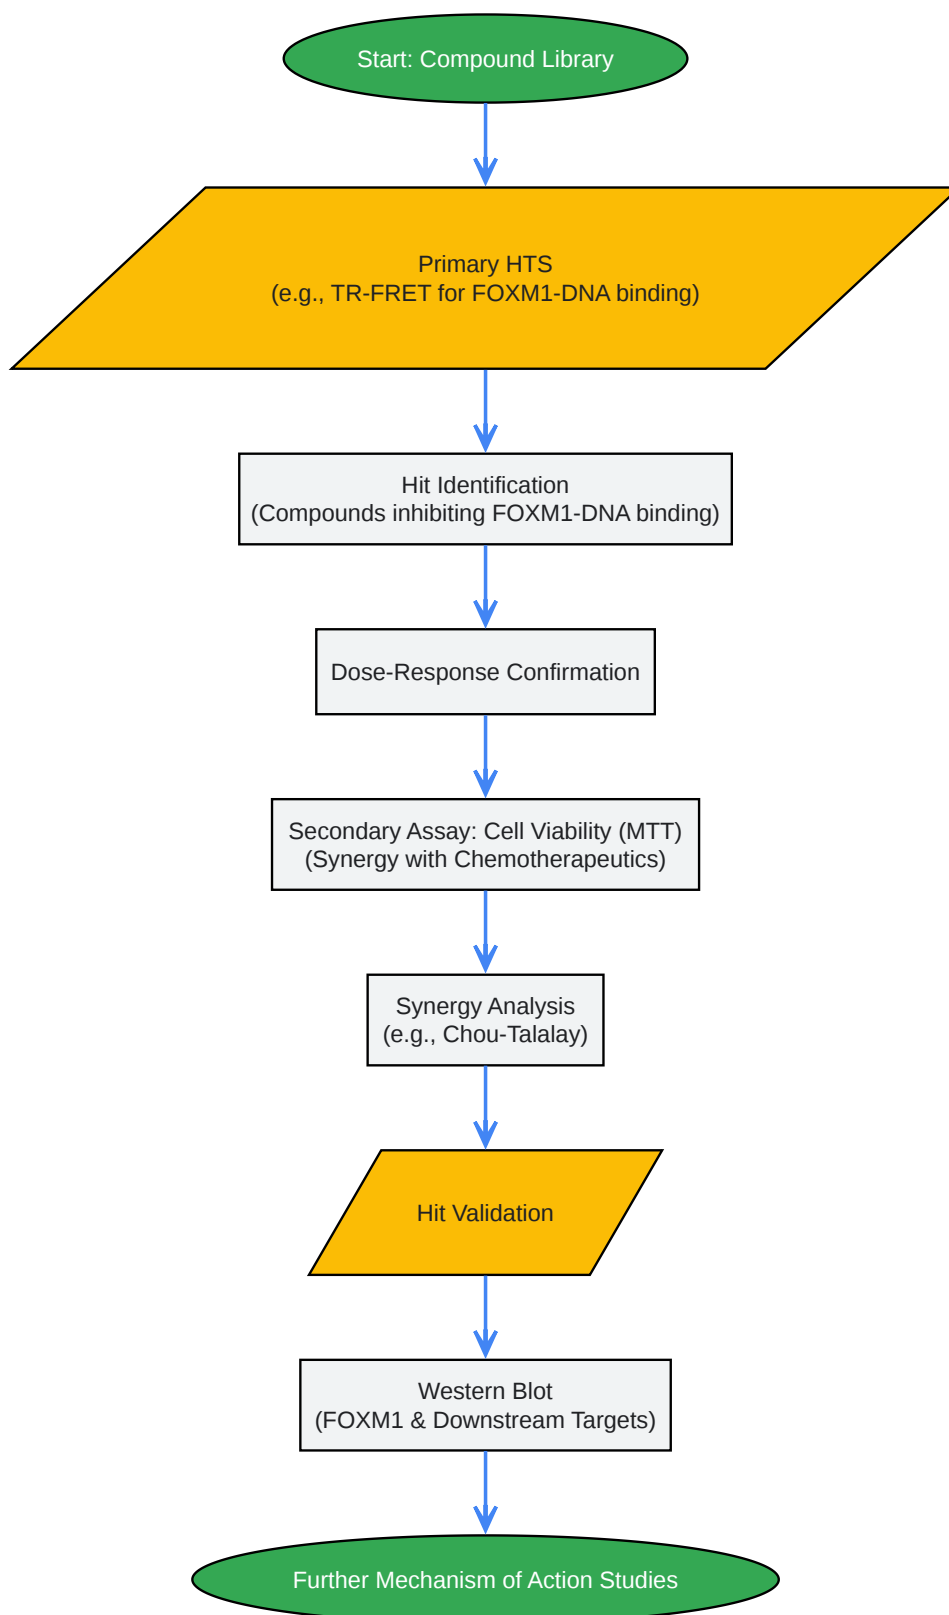 Start: Compound Library
Primary HTS
(e.g., TR-FRET for FOXM1-DNA binding)
Hit Identification
(Compounds inhibiting FOXM1-DNA binding)
Dose-Response Confirmation
Secondary Assay: Cell Viability (MTT)
(Synergy with Chemotherapeutics)
Synergy Analysis
(e.g., Chou-Talalay)
Hit Validation
Western Blot
(FOXM1 & Downstream Targets)
Further Mechanism of Action Studies